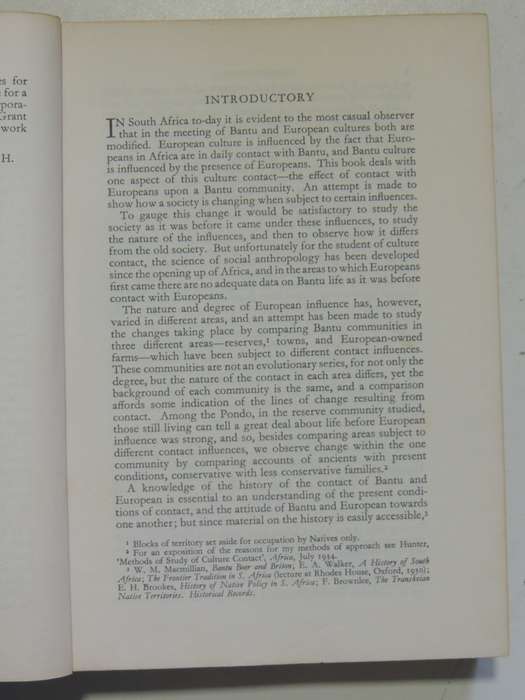 es for
for a
pora-
Grant
work
H.
INTRODUCTORY
IN South Africa to-day it is evident to the most casual observer
that in the meeting of Bantu and European cultures both are
modified. European culture is influenced by the fact that Euro-
peans in Africa are in daily contact with Bantu, and Bantu culture
is influenced by the presence of Europeans. This book deals with
one aspect of this culture contact—the effect of contact with
Europeans upon a Bantu community. An attempt is made to
show how a society is changing when subject to certain influences.
To gauge this change it would be satisfactory to study the
society as it was before it came under these influences, to study
the nature of the influences, and then to observe how it differs
from the old society. But unfortunately for the student of culture
contact, the science of social anthropology has been developed
since the opening up of Africa, and in the areas to which Europeans
first came there are no adequate data on Bantu life as it was before
contact with Europeans.
The nature and degree of European influence has, however,
varied in different areas, and an attempt has been made to study
the changes taking place by comparing Bantu communities in
three different areas—reserves,¹ towns, and European-owned
farms—which have been subject to different contact influences.
These communities are not an evolutionary series, for not only the
degree, but the nature of the contact in each area differs, yet the
background of each community is the same, and a comparison
affords some indication of the lines of change resulting from
contact. Among the Pondo, in the reserve community studied,
those still living can tell a great deal about life before European
influence was strong, and so, besides comparing areas subject to
different contact influences, we observe change within the one
community by comparing accounts of ancients with present
conditions, conservative with less conservative families.²
A knowledge of the history of the contact of Bantu and
European is essential to an understanding of the present condi-
tions of contact, and the attitude of Bantu and European towards
one another; but since material on the history is easily accessible,³
¹ Blocks of territory set aside for occupation by Natives only.
² For an exposition of the reasons for my methods of approach see Hunter,
'Methods of Study of Culture Contact', Africa, July 1934.
³ W. M. Macmillan, Bantu Boer and Briton; E. A. Walker, A History of South
Africa; The Frontier Tradition in S. Africa (lecture at Rhodes House, Oxford, 1930);
E. H. Brookes, History of Native Policy in S. Africa; F. Brownlee, The Transkeian
Native Territories. Historical Records.